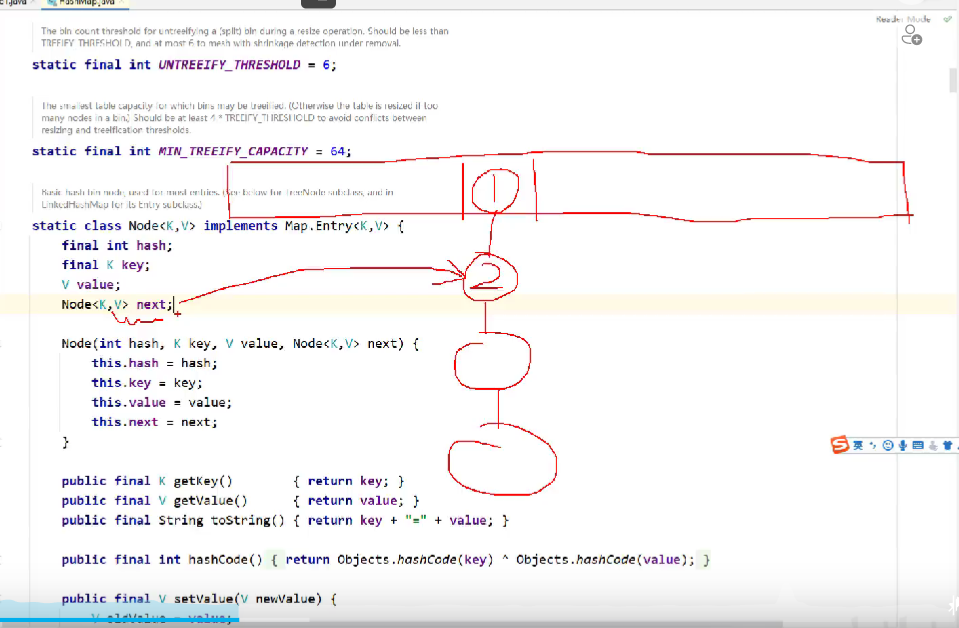 HashMap.java
Reader Mode
The bin count threshold for untreeifying a (split) bin during a resize operation. Should be less than
TREEIFY_THRESHOLD, and at most 6 to mesh with shrinkage detection under removal.
static final int UNTREEIFY_THRESHOLD = 6;
The smallest table capacity for which bins may be treeified. (Otherwise the table is resized if too
many nodes in a bin.) Should be at least 4 * TREEIFY_THRESHOLD to avoid conflicts between
resizing and treeification thresholds.
static final int MIN_TREEIFY_CAPACITY = 64;
Basic hash bin node, used for most entries. (See below for TreeNode subclass, and in
LinkedHashMap for its Entry subclass.)
1
static class Node<K,V> implements Map.Entry<K,V> {
final int hash;
final K key;
2
V value;
Node<K,V> next;
Node(int hash, K key, V value, Node<K,V> next) {
this.hash = hash;
this.key = key;
this.value = value;
this.next = next;
}
英
public final K getKey() { return key; }
public final V getValue() { return value; }
public final String toString() { return key + "=" + value; }
public final int hashCode() { return Objects.hashCode(key) ^ Objects.hashCode(value); }
public final V setValue(V newValue) {
V oldValue = value;